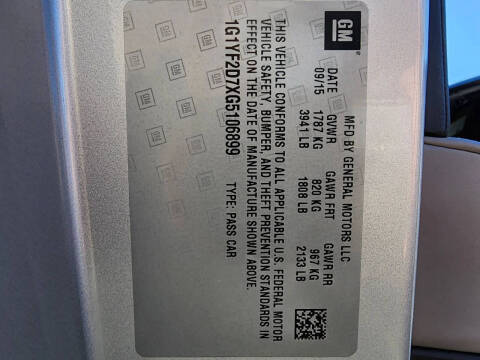 GM
MFD BY GENERAL MOTORS LLC
DATE GVWR GAWR FRT GAWR RR
09/15 1787 KG 820 KG 967 KG
3941 LB 1808 LB 2133 LB
THIS VEHICLE CONFORMS TO ALL APPLICABLE U.S. FEDERAL MOTOR
VEHICLE SAFETY, BUMPER, AND THEFT PREVENTION STANDARDS IN
EFFECT ON THE DATE OF MANUFACTURE SHOWN ABOVE.
1G1YF2D7XG5106899 TYPE: PASS CAR